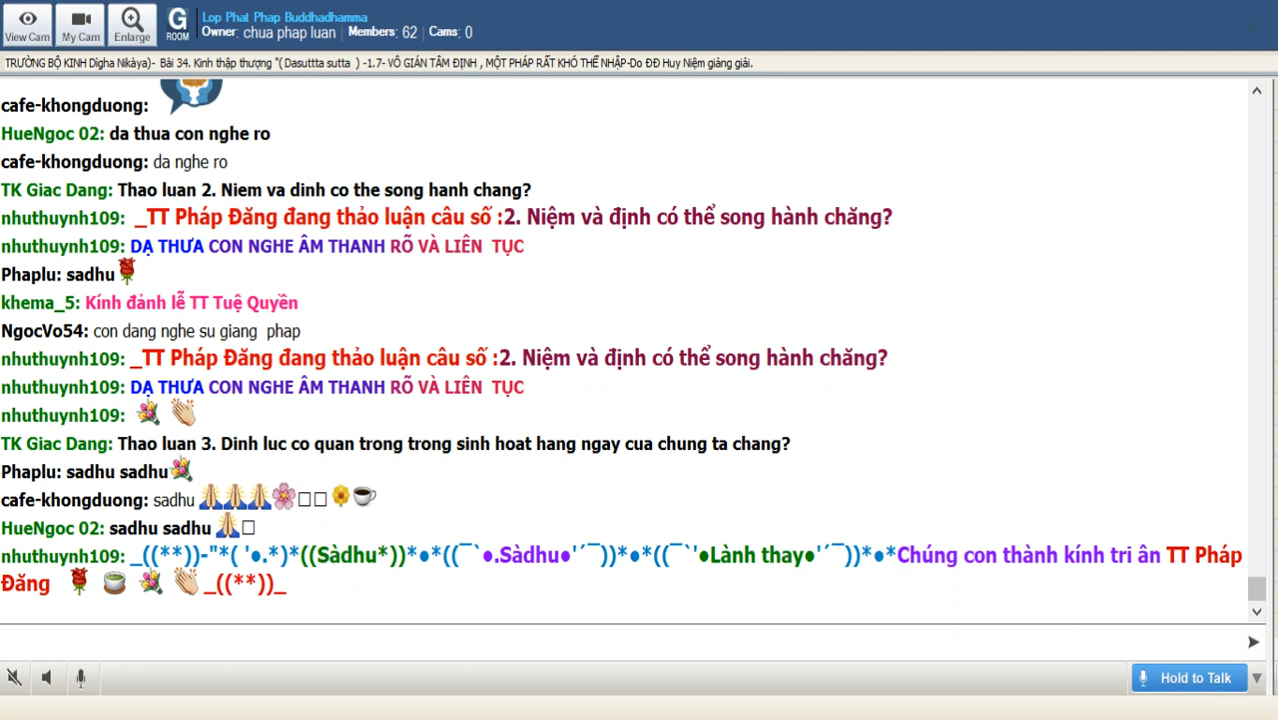 View Cam
My Cam
Enlarge
G
ROOM
Lop Phat Phap Buddhadhamma
Owner: chua phap luan | Members: 62 | Cams: 0
TRƯỜNG BỘ KINH Dìgha Nikàya)- Bài 34. Kinh thập thượng "( Dasuttta sutta ) -1.7- VÔ GIÁN TÂM ĐỊNH , MỘT PHÁP RẤT KHÓ THỂ NHẬP-Do ĐĐ Huy Niệm giảng giải.
cafe-khongduong:
HueNgoc 02: da thua con nghe ro
cafe-khongduong: da nghe ro
TK Giac Dang: Thao luan 2. Niem va dinh co the song hanh chang?
nhuthuynh109: _TT Pháp Đăng đang thảo luận câu số :2. Niệm và định có thể song hành chăng?
nhuthuynh109: DẠ THƯA CON NGHE ÂM THANH RÕ VÀ LIÊN TỤC
Phaplu: sadhu
khema_5: Kính đảnh lễ TT Tuệ Quyền
NgocVo54: con dang nghe su giang phap
nhuthuynh109: _TT Pháp Đăng đang thảo luận câu số :2. Niệm và định có thể song hành chăng?
nhuthuynh109: DẠ THƯA CON NGHE ÂM THANH RÕ VÀ LIÊN TỤC
nhuthuynh109:
TK Giac Dang: Thao luan 3. Dinh luc co quan trong trong sinh hoat hang ngay cua chung ta chang?
Phaplu: sadhu sadhu
cafe-khongduong: sadhu
HueNgoc 02: sadhu sadhu
nhuthuynh109: _((**))-"*( '●.*)*((Sàdhu*))*●*((¯`●.Sàdhu●'´¯))*●*((¯`'●Lành thay●'´¯))*●*Chúng con thành kính tri ân TT Pháp
Đăng _((**))_
Hold to Talk